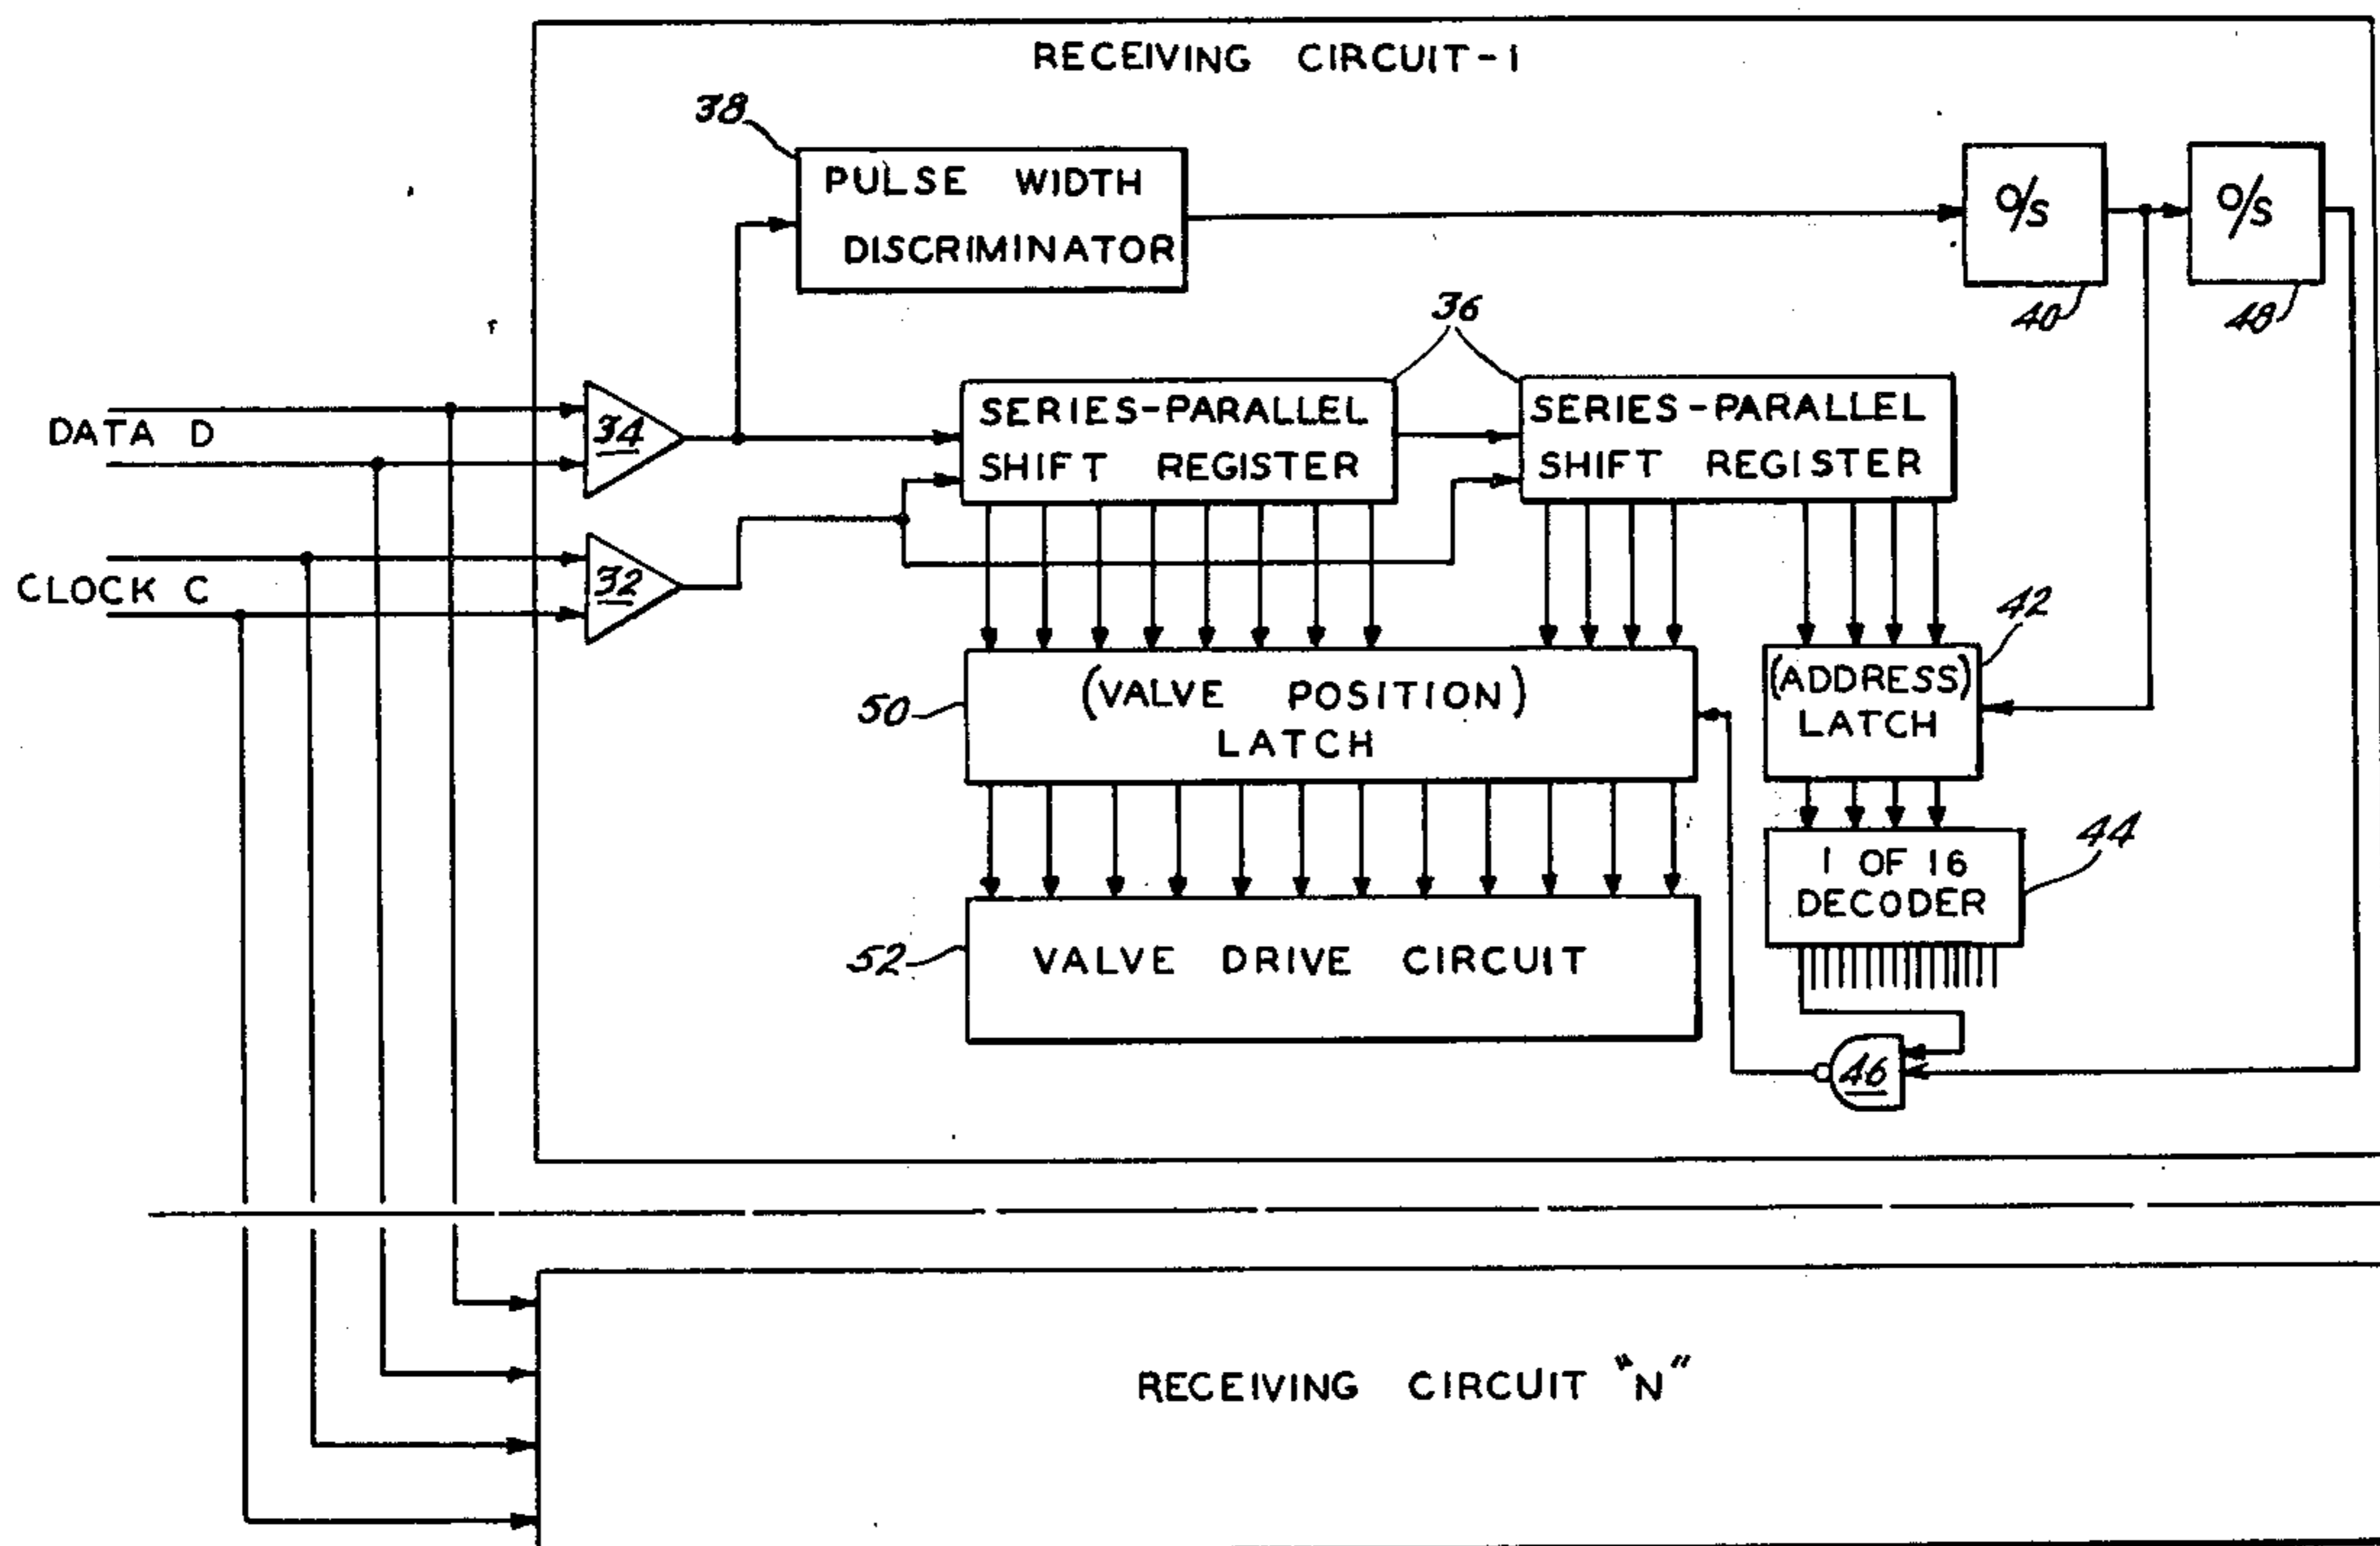 RECEIVING CIRCUIT-1
38
PULSE WIDTH
DISCRIMINATOR
O/S
O/S
40
48
36
DATA D
34
SERIES-PARALLEL
SHIFT REGISTER
SERIES-PARALLEL
SHIFT REGISTER
CLOCK C
32
42
50
(VALVE POSITION)
LATCH
(ADDRESS)
LATCH
44
1 OF 16
DECODER
52
VALVE DRIVE CIRCUIT
46
RECEIVING CIRCUIT "N"